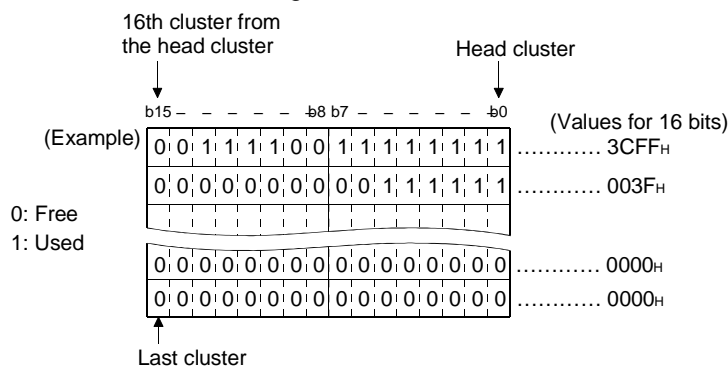 16th cluster from
the head cluster
Head cluster
b15 – – – – – – b8 b7 – – – – – – b0
(Values for 16 bits)
(Example) 0 0 1 1 1 1 0 0 1 1 1 1 1 1 1 1 ............ 3CFFH
0 0 0 0 0 0 0 0 0 0 1 1 1 1 1 1 ............ 003FH
0: Free
1: Used
0 0 0 0 0 0 0 0 0 0 0 0 0 0 0 0 ............ 0000H
0 0 0 0 0 0 0 0 0 0 0 0 0 0 0 0 ............ 0000H
Last cluster